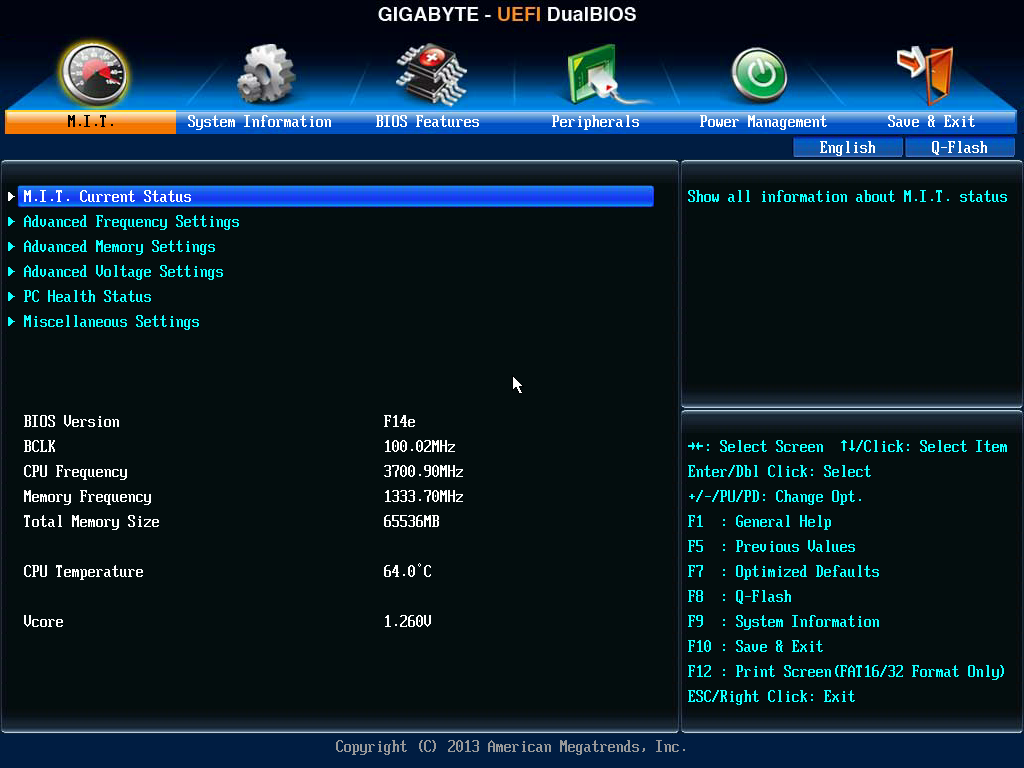 GIGABYTE - UEFI DualBIOS
M.I.T. System Information BIOS Features Peripherals Power Management Save & Exit
English Q-Flash
M.I.T. Current Status
Advanced Frequency Settings
Advanced Memory Settings
Advanced Voltage Settings
PC Health Status
Miscellaneous Settings
BIOS Version F14e
BCLK 100.02MHz
CPU Frequency 3700.90MHz
Memory Frequency 1333.70MHz
Total Memory Size 65536MB
CPU Temperature 64.0°C
Vcore 1.260V
Show all information about M.I.T. status
→←: Select Screen ↑↓/Click: Select Item
Enter/Dbl Click: Select
+/-/PU/PD: Change Opt.
F1 : General Help
F5 : Previous Values
F7 : Optimized Defaults
F8 : Q-Flash
F9 : System Information
F10 : Save & Exit
F12 : Print Screen(FAT16/32 Format Only)
ESC/Right Click: Exit
Copyright (C) 2013 American Megatrends, Inc.